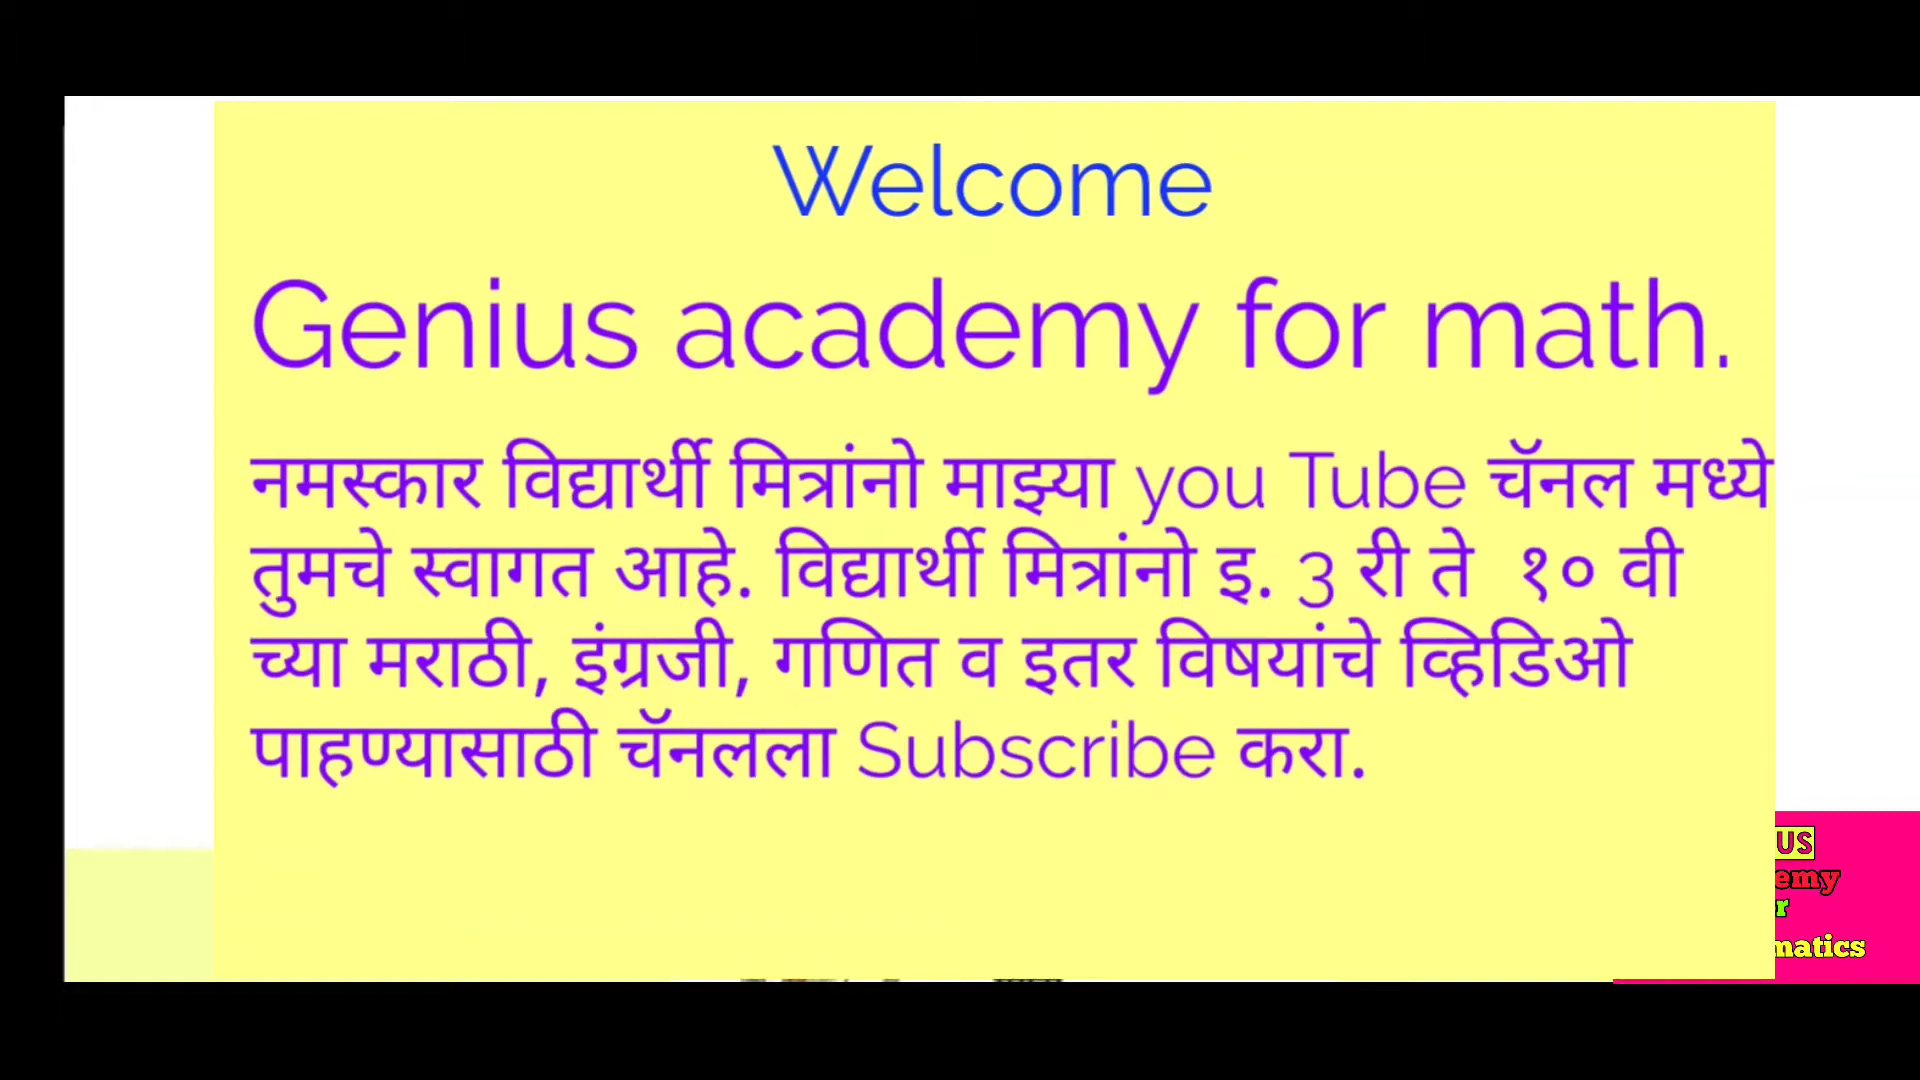 Welcome
Genius academy for math.
नमस्कार विद्यार्थी मित्रांनो माझ्या you Tube चॅनल मध्ये
तुमचे स्वागत आहे. विद्यार्थी मित्रांनो इ. 3 री ते १० वी
च्या मराठी, इंग्रजी, गणित व इतर विषयांचे व्हिडिओ
पाहण्यासाठी चॅनलला Subscribe करा.
US
emy
r
matics